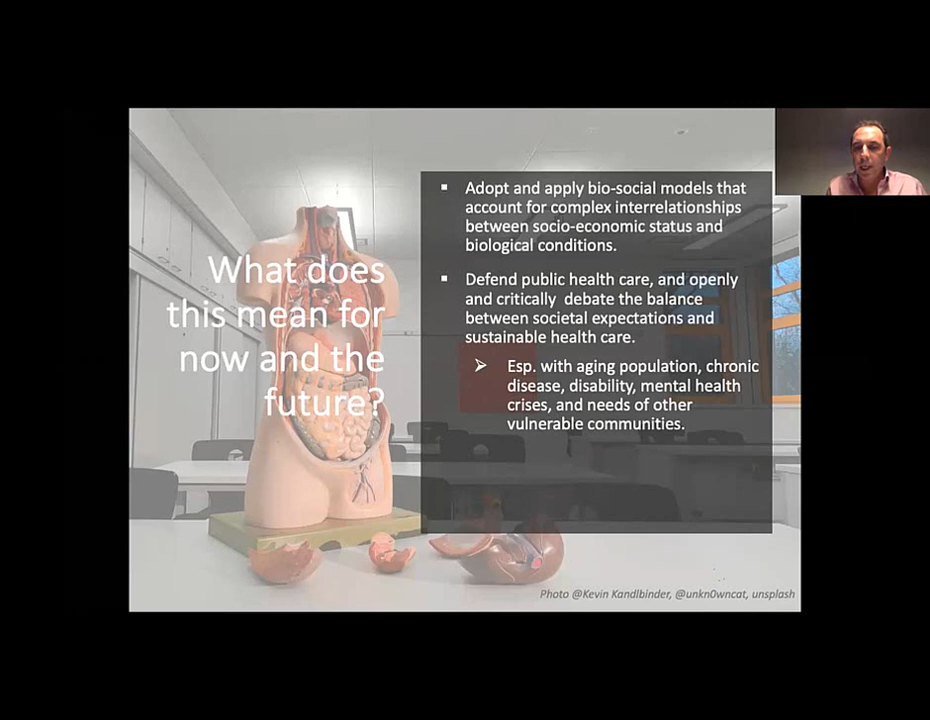 What does
this mean for
now and the
future?
▪ Adopt and apply bio-social models that
account for complex interrelationships
between socio-economic status and
biological conditions.
▪ Defend public health care, and openly
and critically debate the balance
between societal expectations and
sustainable health care.
➢ Esp. with aging population, chronic
disease, disability, mental health
crises, and needs of other
vulnerable communities.
Photo @Kevin Kandlbinder, @unkn0wncat, unsplash